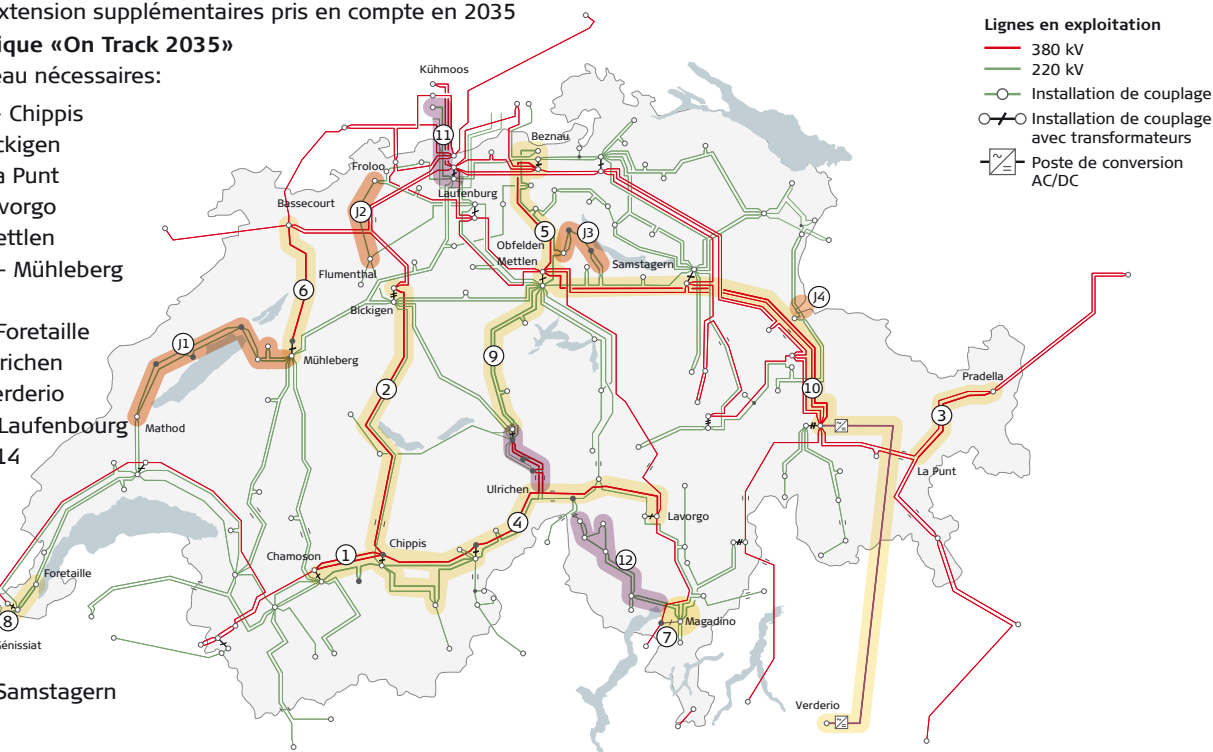 xtension supplémentaires pris en compte en 2035
ique «On Track 2035»
eau nécessaires:
- Chippis
ckigen
a Punt
vorgo
ettlen
– Mühleberg
Foretaille
richen
erderio
Laufenbourg
14
Samstagern
Lignes en exploitation
380 kV
220 kV
Installation de couplage
Installation de couplage
avec transformateurs
Poste de conversion
AC/DC
Kühmoos
11
Beznau
Froloo
Laufenburg
Bassecourt
J2
5
J3
Obfelden
Mettlen
Samstagern
Flumenthal
6
Bickigen
J4
J1
Mühleberg
9
2
10
Pradella
3
Mathod
La Punt
Ulrichen
4
Lavorgo
Chippis
Chamoson
1
12
Foretaille
8
Génissiat
7
Magadino
Verderio